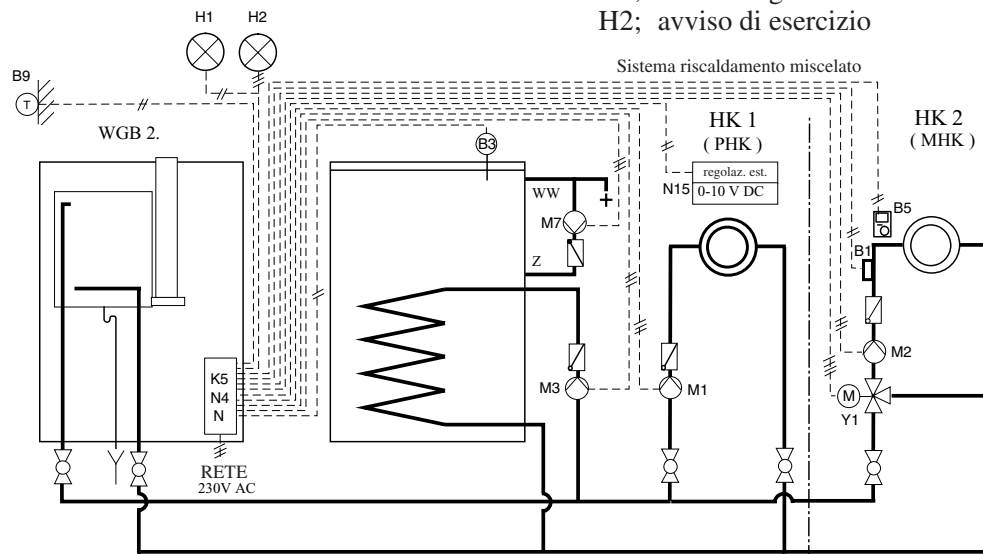 H1
H2
H2; avviso di esercizio
Sistema riscaldamento miscelato
B9
T
WGB 2.
B3
HK 1
( PHK )
HK 2
( MHK )
regolaz. est.
N15
0-10 V DC
WW
M7
Z
B5
B1
K5
N4
N
M3
M1
M2
M
Y1
RETE
230V AC